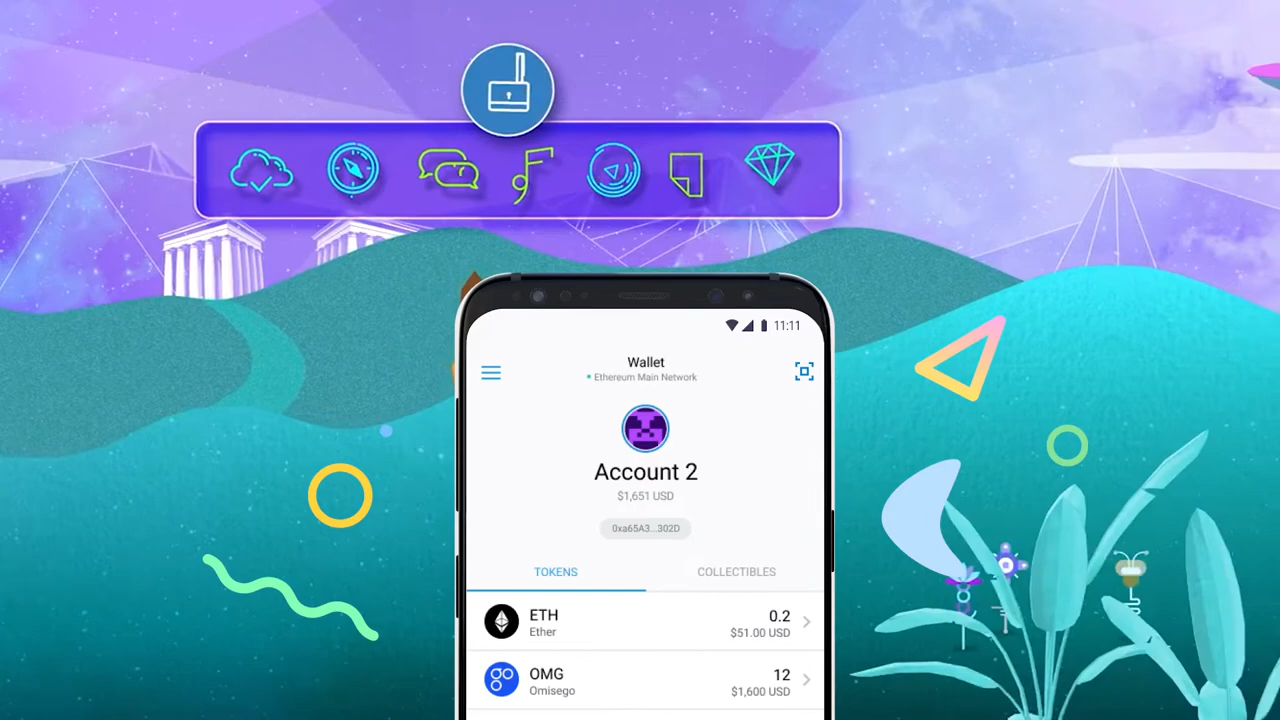 11:11
Wallet
Ethereum Main Network
Account 2
$1,651 USD
0xa65A3...302D
TOKENS COLLECTIBLES
ETH 0.2
Ether $51.00 USD
OMG 12
Omisego $1,600 USD